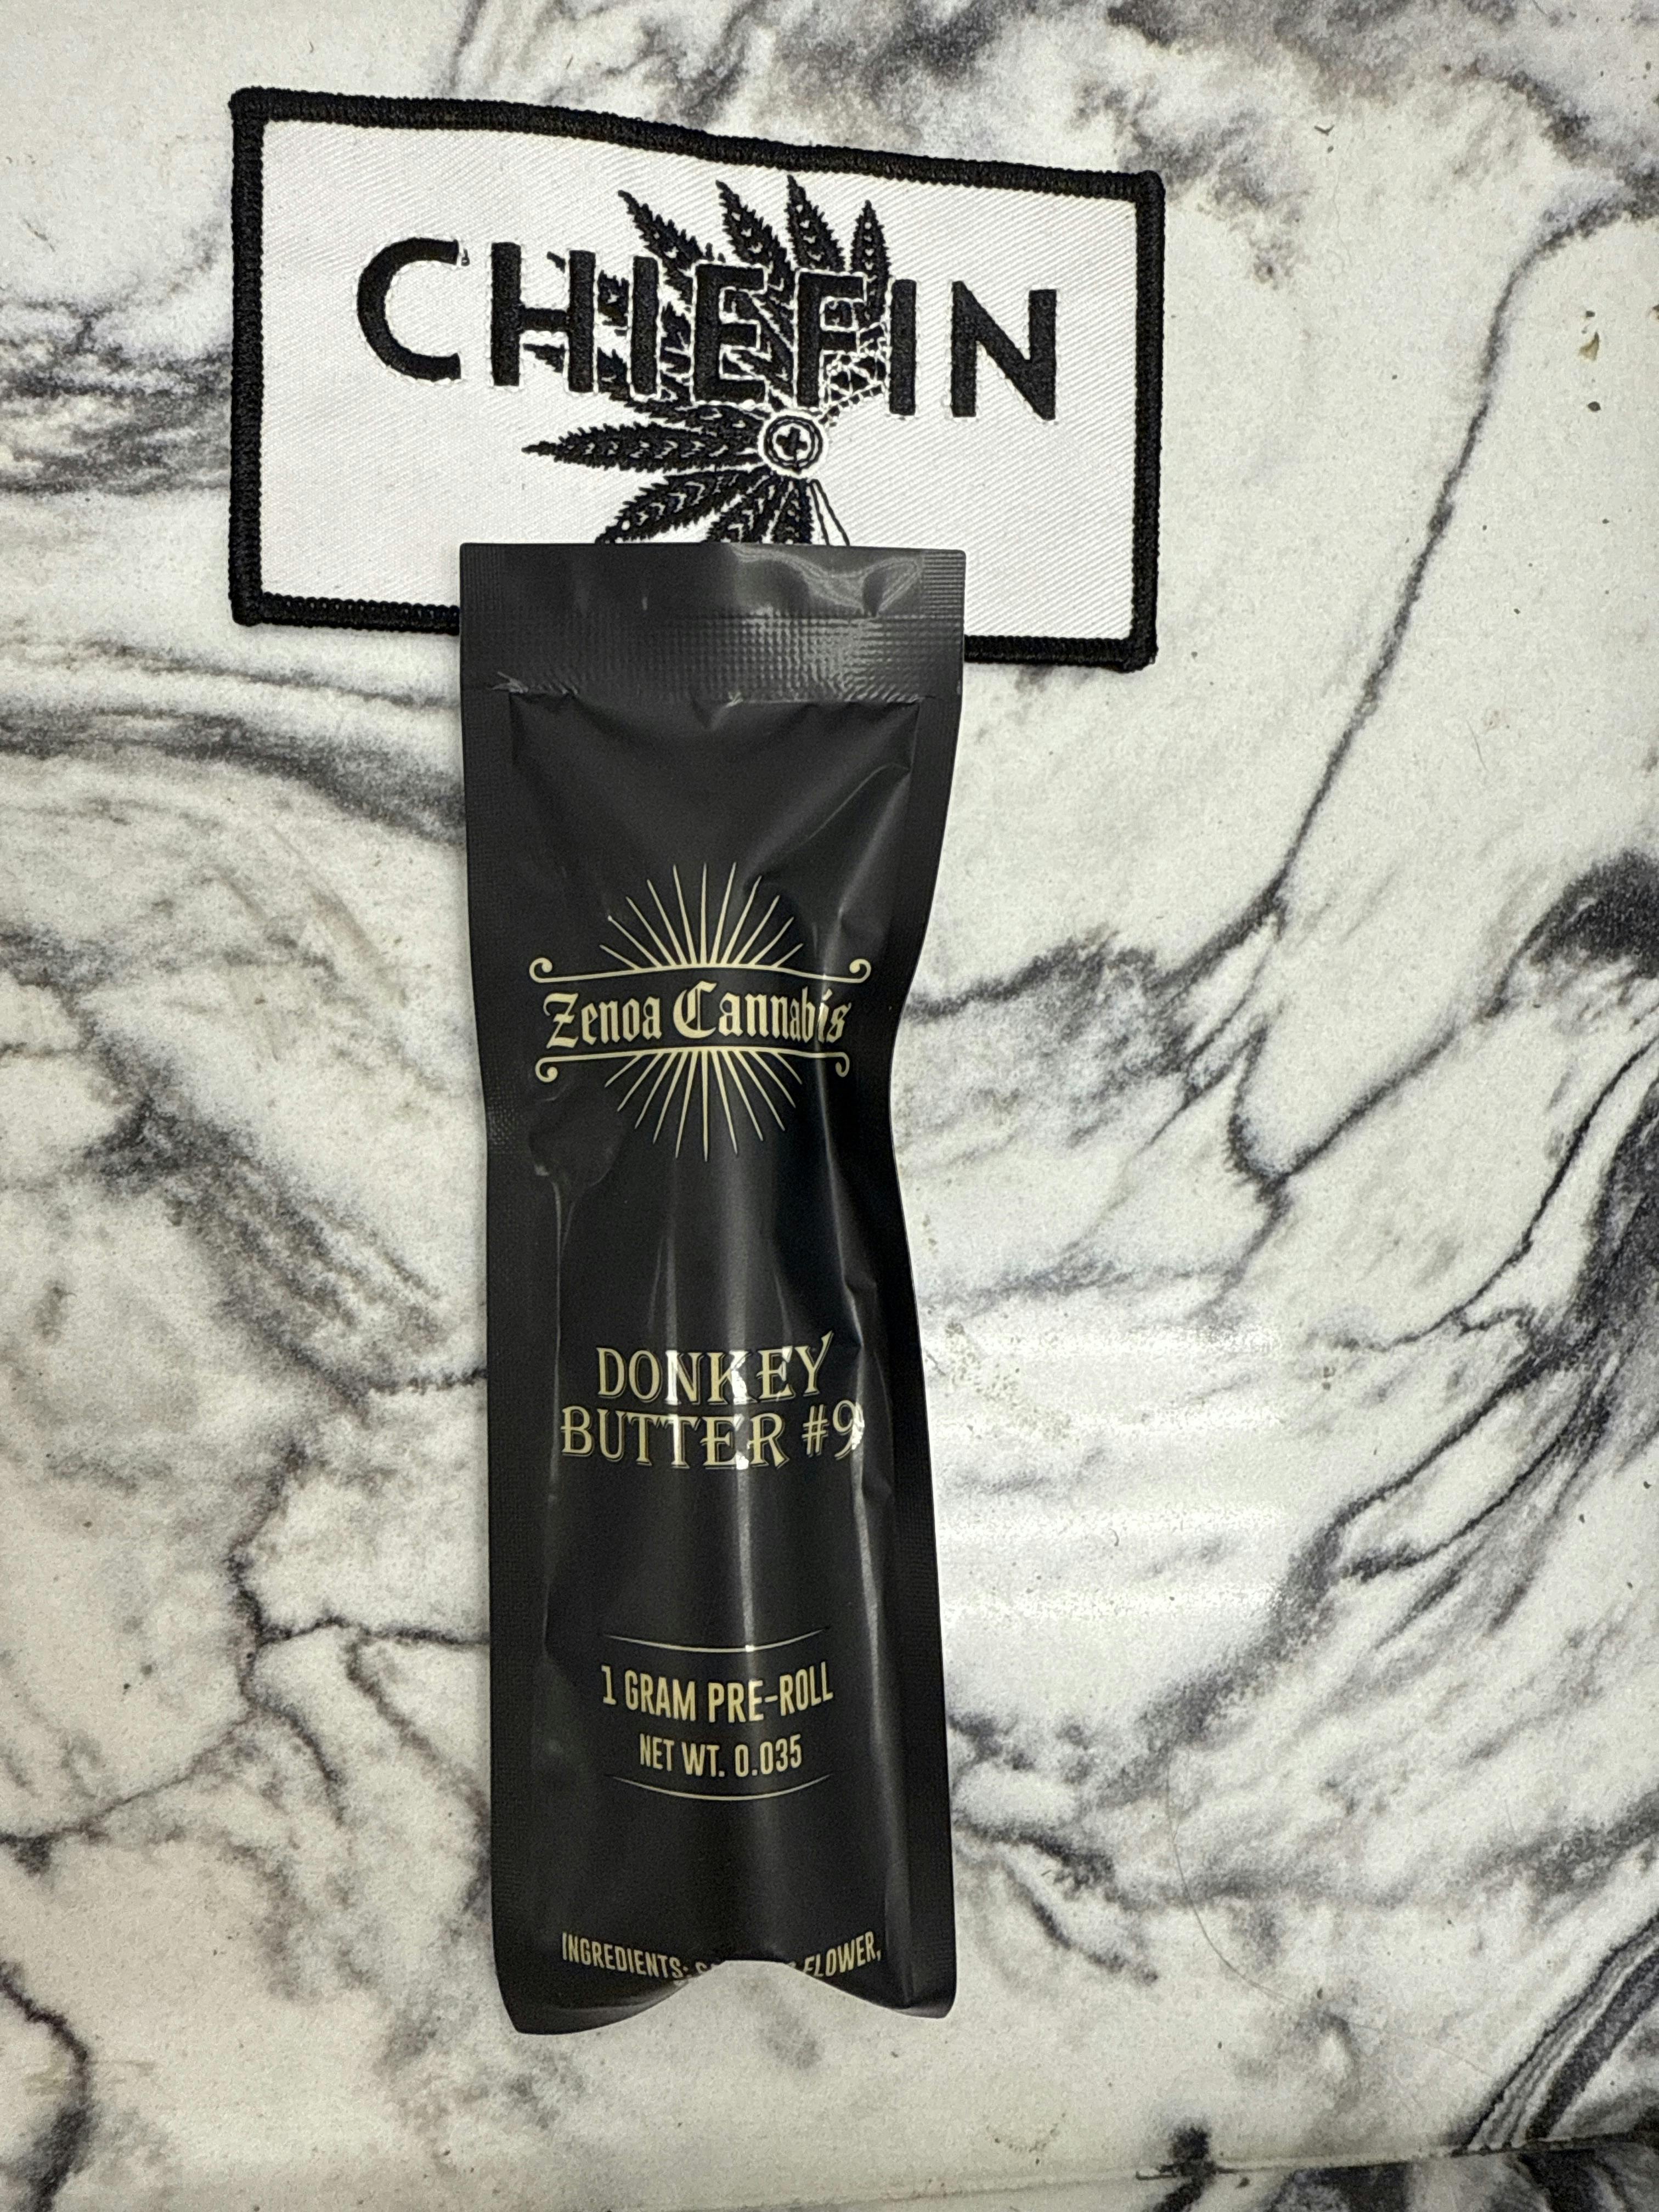 CHIEFIN
Zenoa Cannabis
DONKEY
BUTTER #9
1 GRAM PRE-ROLL
NET WT. 0.035
INGREDIENTS: FLOWER,